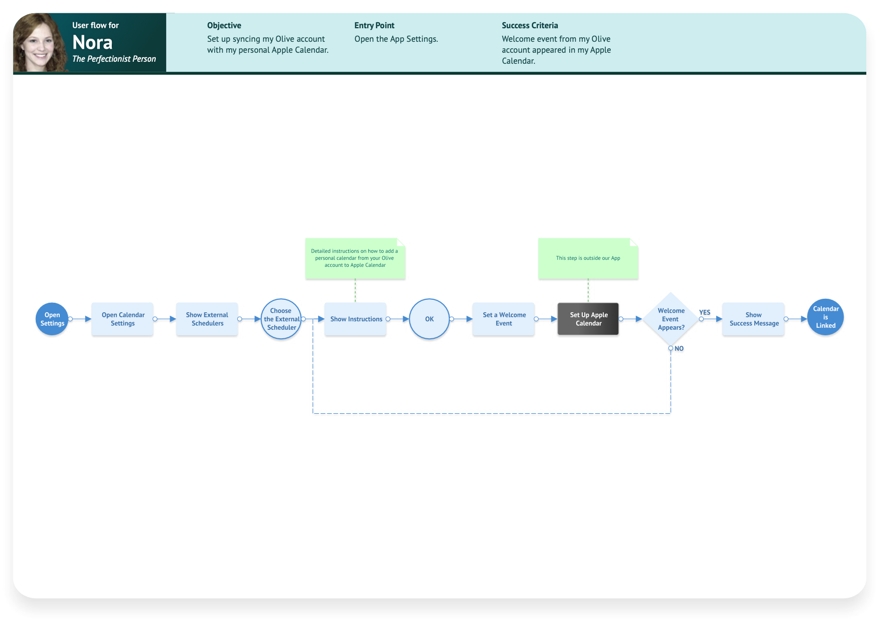 User flow for
Nora
The Perfectionist Person
Objective
Set up syncing my Olive account
with my personal Apple Calendar.
Entry Point
Open the App Settings.
Success Criteria
Welcome event from my Olive
account appeared in my Apple
Calendar.
Detailed instructions on how to add a
personal calendar from your Olive
account to Apple Calendar
This step is outside our App
Open
Settings
Open Calendar
Settings
Show External
Schedulers
Choose
the External
Scheduler
Show Instructions
OK
Set a Welcome
Event
Set Up Apple
Calendar
Welcome
Event
Appears?
YES
NO
Show
Success Message
Calendar
is
Linked